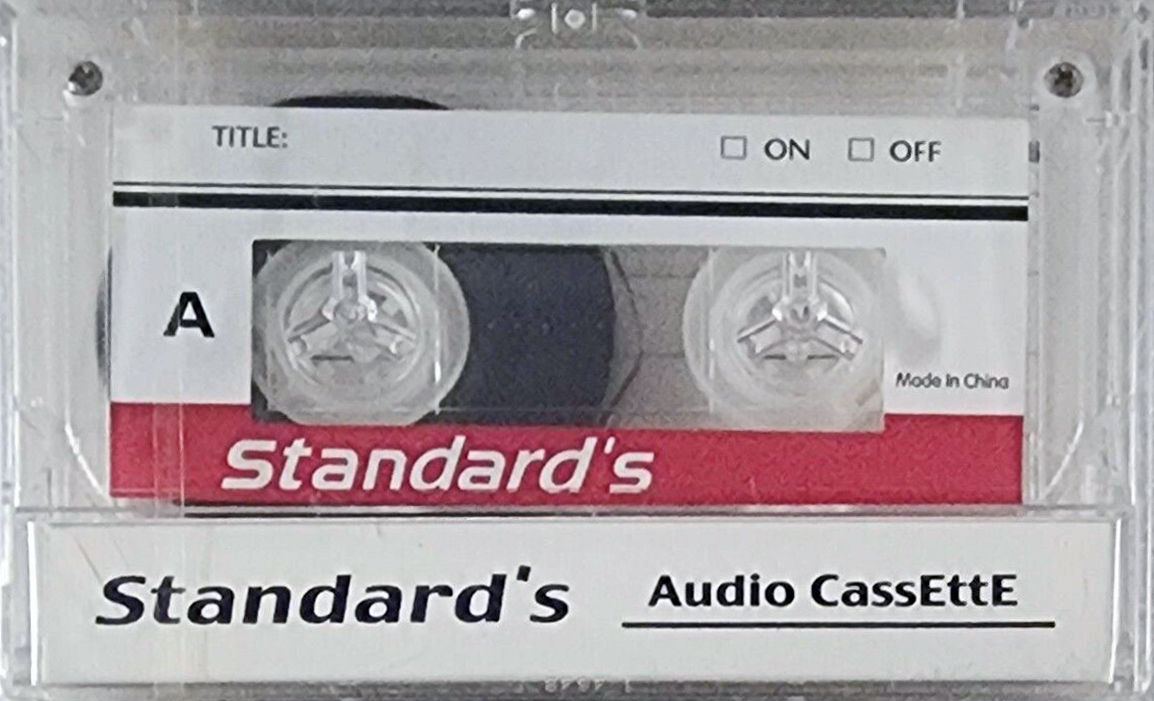 TITLE: ☐ ON ☐ OFF
A
Made In China
Standard's
Standard's Audio CassEttE